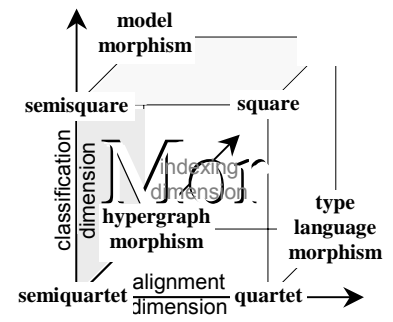 model
morphism
semisquare
square
classification
dimension
Mor
indexing
dimension
hypergraph
morphism
type
language
morphism
semiquartet
alignment
dimension
quartet